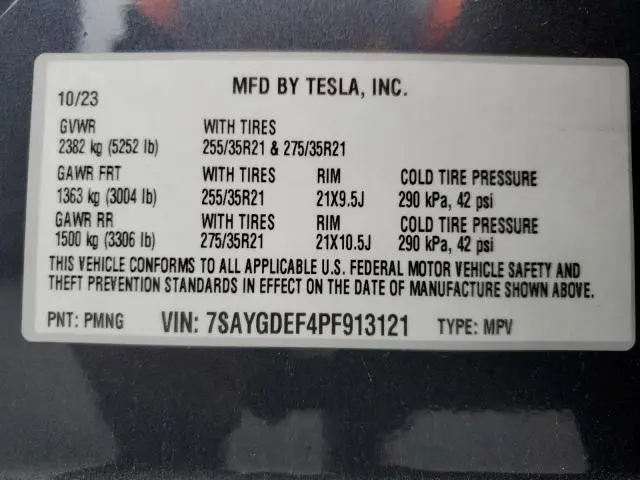 MFD BY TESLA, INC.
10/23
GVWR WITH TIRES
2382 kg (5252 lb) 255/35R21 & 275/35R21
GAWR FRT WITH TIRES RIM COLD TIRE PRESSURE
1363 kg (3004 lb) 255/35R21 21X9.5J 290 kPa, 42 psi
GAWR RR WITH TIRES RIM COLD TIRE PRESSURE
1500 kg (3306 lb) 275/35R21 21X10.5J 290 kPa, 42 psi
THIS VEHICLE CONFORMS TO ALL APPLICABLE U.S. FEDERAL MOTOR VEHICLE SAFETY AND
THEFT PREVENTION STANDARDS IN EFFECT ON THE DATE OF MANUFACTURE SHOWN ABOVE.
PNT: PMNG VIN: 7SAYGDEF4PF913121 TYPE: MPV